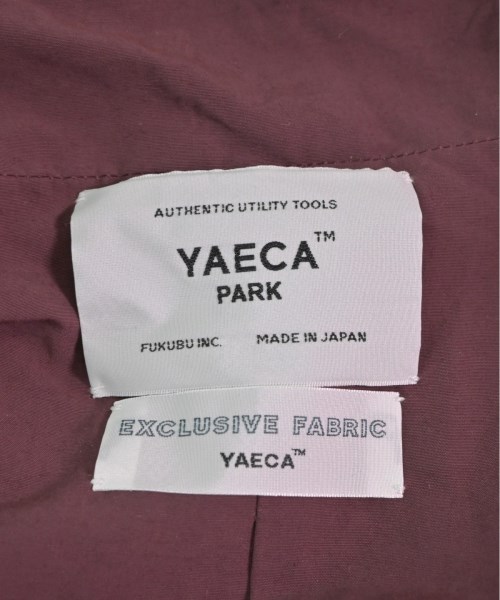 AUTHENTIC UTILITY TOOLS
YAECA™
PARK
FUKUBU INC. MADE IN JAPAN
EXCLUSIVE FABRIC
YAECA™